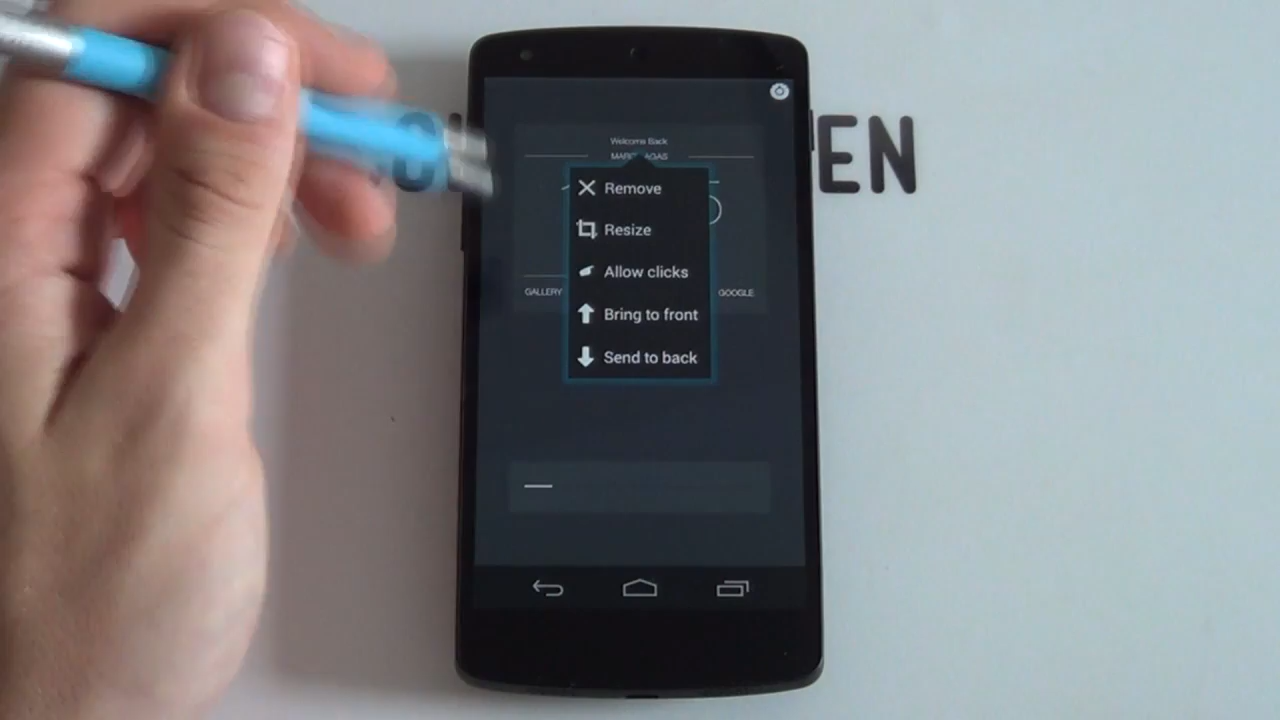 EN
Welcome Back
Remove
Resize
Allow clicks
GALLERY
GOOGLE
Bring to front
Send to back